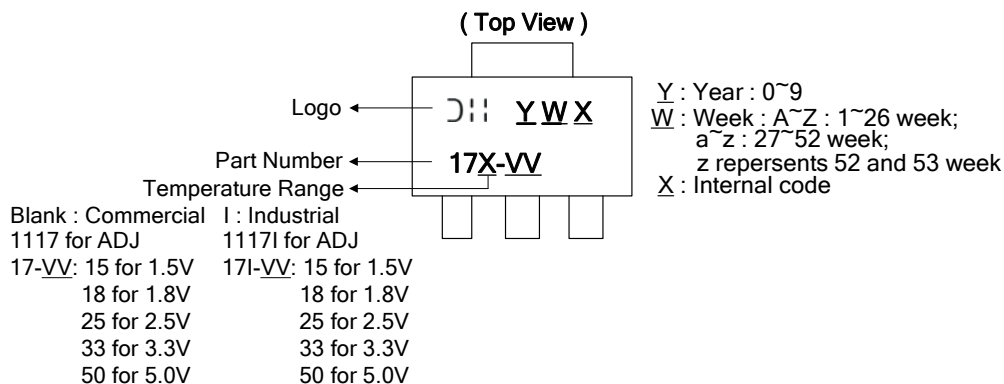 ( Top View )
Logo
Y W X
Part Number
17X-VV
Temperature Range
Y : Year : 0~9
W : Week : A~Z : 1~26 week;
a~z : 27~52 week;
z repersents 52 and 53 week
X : Internal code
Blank : Commercial I : Industrial
1117 for ADJ 1117I for ADJ
17-VV: 15 for 1.5V 17I-VV: 15 for 1.5V
18 for 1.8V 18 for 1.8V
25 for 2.5V 25 for 2.5V
33 for 3.3V 33 for 3.3V
50 for 5.0V 50 for 5.0V